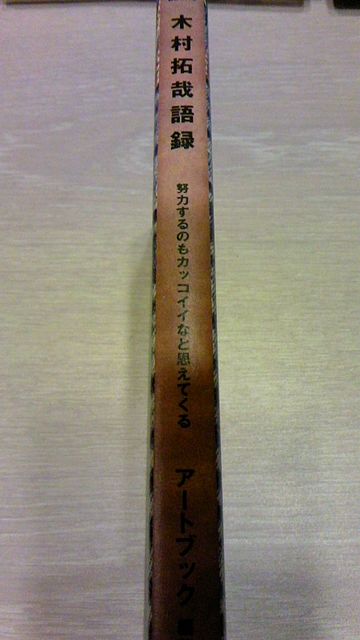 木村拓哉語録
努力するのもカッコイイなと思えてくる
アートブック